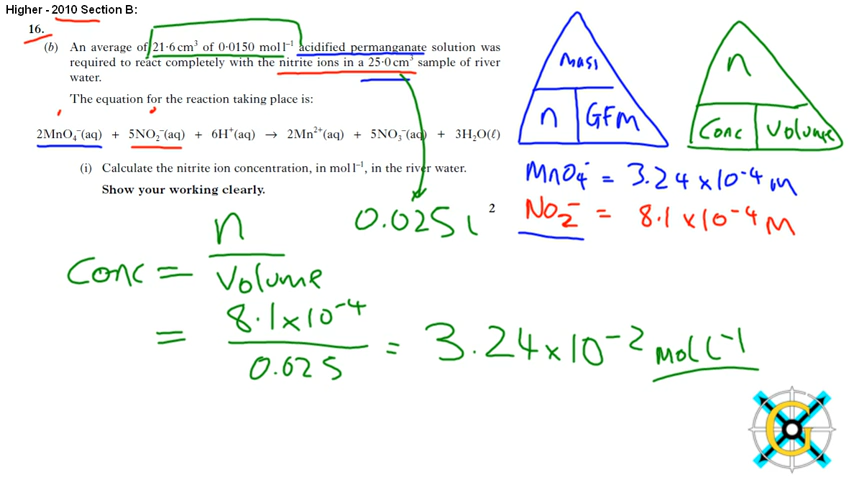 Higher - 2010 Section B:
16.
(b) An average of 21·6 cm³ of 0·0150 mol l⁻¹ acidified permanganate solution was
required to react completely with the nitrite ions in a 25·0 cm³ sample of river
water.
The equation for the reaction taking place is:
2MnO₄⁻(aq) + 5NO₂⁻(aq) + 6H⁺(aq) → 2Mn²⁺(aq) + 5NO₃⁻(aq) + 3H₂O(ℓ)
(i) Calculate the nitrite ion concentration, in mol l⁻¹, in the river water.
Show your working clearly.
2
Mass
n GFM
n
Conc Volume
MnO₄⁻ = 3.24 x 10⁻⁴ M
NO₂⁻ = 8.1 x 10⁻⁴ M
0.025 l
Conc = n / Volume
= 8.1 x 10⁻⁴ / 0.025 = 3.24 x 10⁻² mol l⁻¹
G